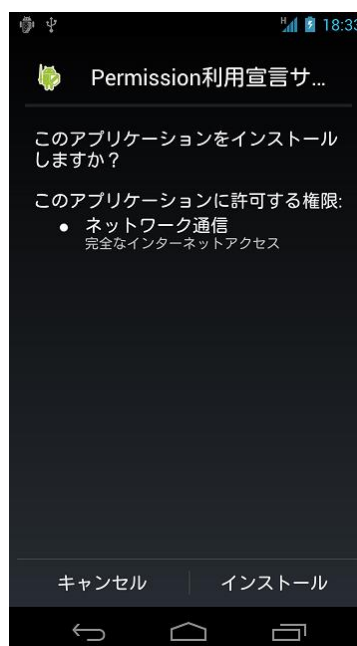 H 18:33
Permission利用宣言サ...
このアプリケーションをインストール
しますか？
このアプリケーションに許可する権限:
● ネットワーク通信
完全なインターネットアクセス
キャンセル インストール